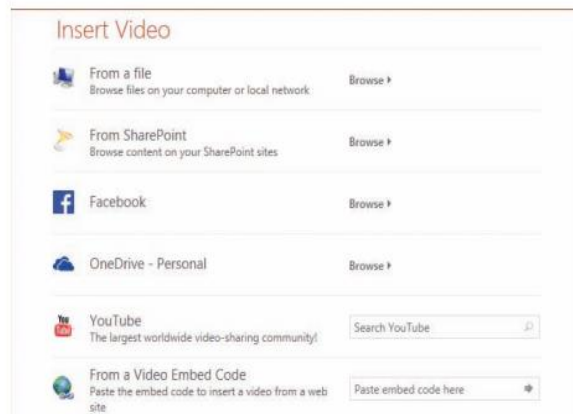 Insert Video
From a file
Browse files on your computer or local network
Browse
From SharePoint
Browse content on your SharePoint sites
Browse
Facebook
Browse
OneDrive - Personal
Browse
You
Tube
YouTube
The largest worldwide video-sharing community!
Search YouTube
From a Video Embed Code
Paste the embed code to insert a video from a web
site
Paste embed code here